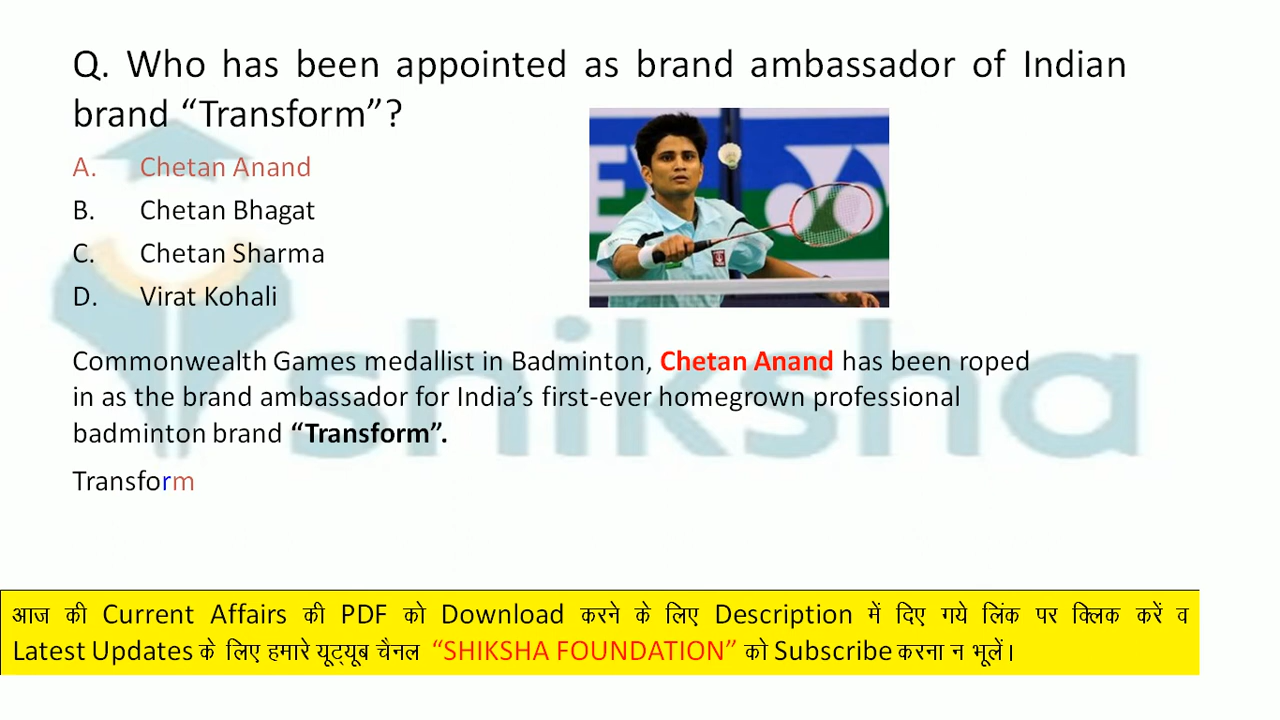 Q. Who has been appointed as brand ambassador of Indian
brand “Transform”?
A. Chetan Anand
B. Chetan Bhagat
C. Chetan Sharma
D. Virat Kohali
Commonwealth Games medallist in Badminton, Chetan Anand has been roped
in as the brand ambassador for India’s first-ever homegrown professional
badminton brand “Transform”.
Transform
shiksha
आज की Current Affairs की PDF को Download करने के लिए Description में दिए गये लिंक पर क्लिक करें व
Latest Updates के लिए हमारे यूट्यूब चैनल “SHIKSHA FOUNDATION” को Subscribe करना न भूलें।